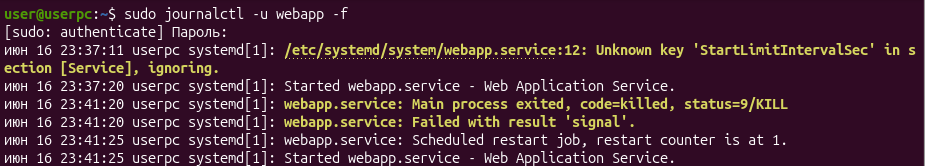 user@userpc:~$ sudo journalctl -u webapp -f
[sudo: authenticate] Пароль:
июн 16 23:37:11 userpc systemd[1]: /etc/systemd/system/webapp.service:12: Unknown key 'StartLimitIntervalSec' in s
ection [Service], ignoring.
июн 16 23:37:20 userpc systemd[1]: Started webapp.service - Web Application Service.
июн 16 23:41:20 userpc systemd[1]: webapp.service: Main process exited, code=killed, status=9/KILL
июн 16 23:41:20 userpc systemd[1]: webapp.service: Failed with result 'signal'.
июн 16 23:41:25 userpc systemd[1]: webapp.service: Scheduled restart job, restart counter is at 1.
июн 16 23:41:25 userpc systemd[1]: Started webapp.service - Web Application Service.